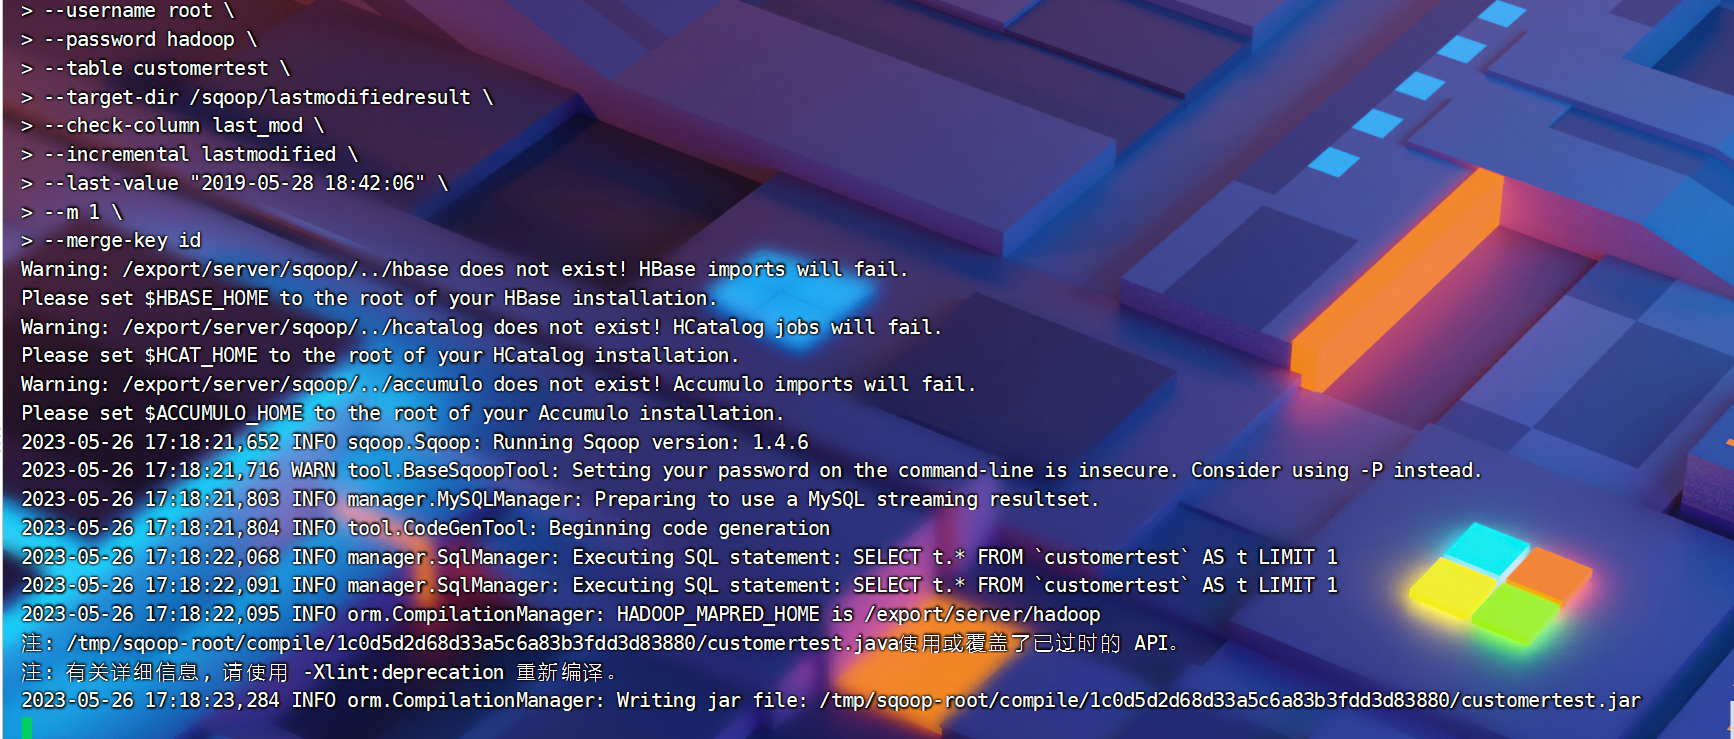 > --username root \
> --password hadoop \
> --table customertest \
> --target-dir /sqoop/lastmodifiedresult \
> --check-column last_mod \
> --incremental lastmodified \
> --last-value "2019-05-28 18:42:06" \
> --m 1 \
> --merge-key id
Warning: /export/server/sqoop/../hbase does not exist! HBase imports will fail.
Please set $HBASE_HOME to the root of your HBase installation.
Warning: /export/server/sqoop/../hcatalog does not exist! HCatalog jobs will fail.
Please set $HCAT_HOME to the root of your HCatalog installation.
Warning: /export/server/sqoop/../accumulo does not exist! Accumulo imports will fail.
Please set $ACCUMULO_HOME to the root of your Accumulo installation.
2023-05-26 17:18:21,652 INFO sqoop.Sqoop: Running Sqoop version: 1.4.6
2023-05-26 17:18:21,716 WARN tool.BaseSqoopTool: Setting your password on the command-line is insecure. Consider using -P instead.
2023-05-26 17:18:21,803 INFO manager.MySQLManager: Preparing to use a MySQL streaming resultset.
2023-05-26 17:18:21,804 INFO tool.CodeGenTool: Beginning code generation
2023-05-26 17:18:22,068 INFO manager.SqlManager: Executing SQL statement: SELECT t.* FROM `customertest` AS t LIMIT 1
2023-05-26 17:18:22,091 INFO manager.SqlManager: Executing SQL statement: SELECT t.* FROM `customertest` AS t LIMIT 1
2023-05-26 17:18:22,095 INFO orm.CompilationManager: HADOOP_MAPRED_HOME is /export/server/hadoop
注: /tmp/sqoop-root/compile/1c0d5d2d68d33a5c6a83b3fdd3d83880/customertest.java使用或覆盖了已过时的 API。
注: 有关详细信息, 请使用 -Xlint:deprecation 重新编译。
2023-05-26 17:18:23,284 INFO orm.CompilationManager: Writing jar file: /tmp/sqoop-root/compile/1c0d5d2d68d33a5c6a83b3fdd3d83880/customertest.jar